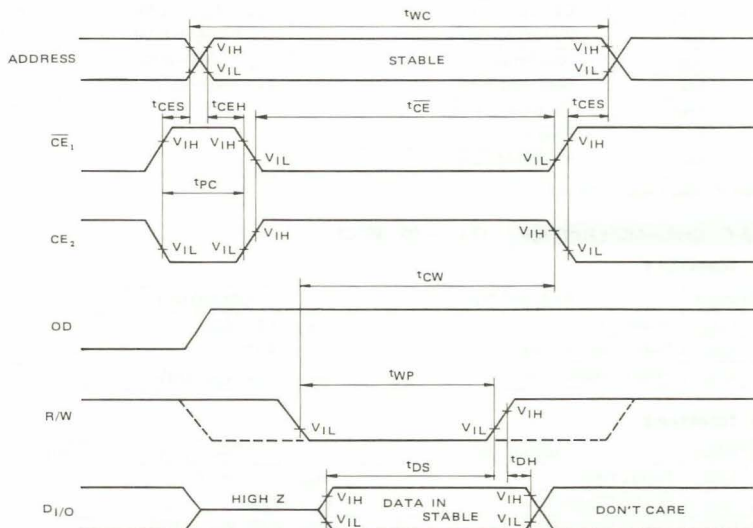 tWC
ADDRESS VIH STABLE VIH
VIL VIL
tCES tCEH tCE tCES
CE1 VIH VIH VIH
VIL VIL
tPC
CE2 VIH VIH
VIL VIL VIL
tCW
OD
tWP
R/W VIH
VIL VIL
tDS tDH
DI/O HIGH Z VIH DATA IN VIH DON'T CARE
VIL STABLE VIL